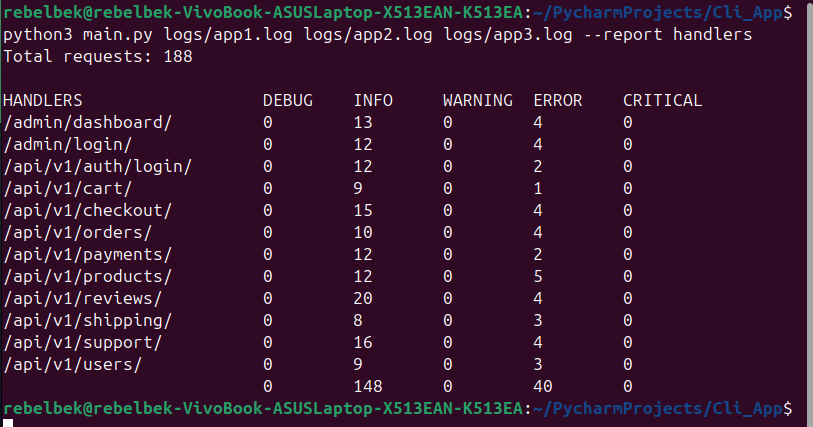 rebelbek@rebelbek-VivoBook-ASUSLaptop-X513EAN-K513EA:~/PycharmProjects/Cli_App$
python3 main.py logs/app1.log logs/app2.log logs/app3.log --report handlers
Total requests: 188
HANDLERS DEBUG INFO WARNING ERROR CRITICAL
/admin/dashboard/ 0 13 0 4 0
/admin/login/ 0 12 0 4 0
/api/v1/auth/login/ 0 12 0 2 0
/api/v1/cart/ 0 9 0 1 0
/api/v1/checkout/ 0 15 0 4 0
/api/v1/orders/ 0 10 0 4 0
/api/v1/payments/ 0 12 0 2 0
/api/v1/products/ 0 12 0 5 0
/api/v1/reviews/ 0 20 0 4 0
/api/v1/shipping/ 0 8 0 3 0
/api/v1/support/ 0 16 0 4 0
/api/v1/users/ 0 9 0 3 0
0 148 0 40 0
rebelbek@rebelbek-VivoBook-ASUSLaptop-X513EAN-K513EA:~/PycharmProjects/Cli_App$